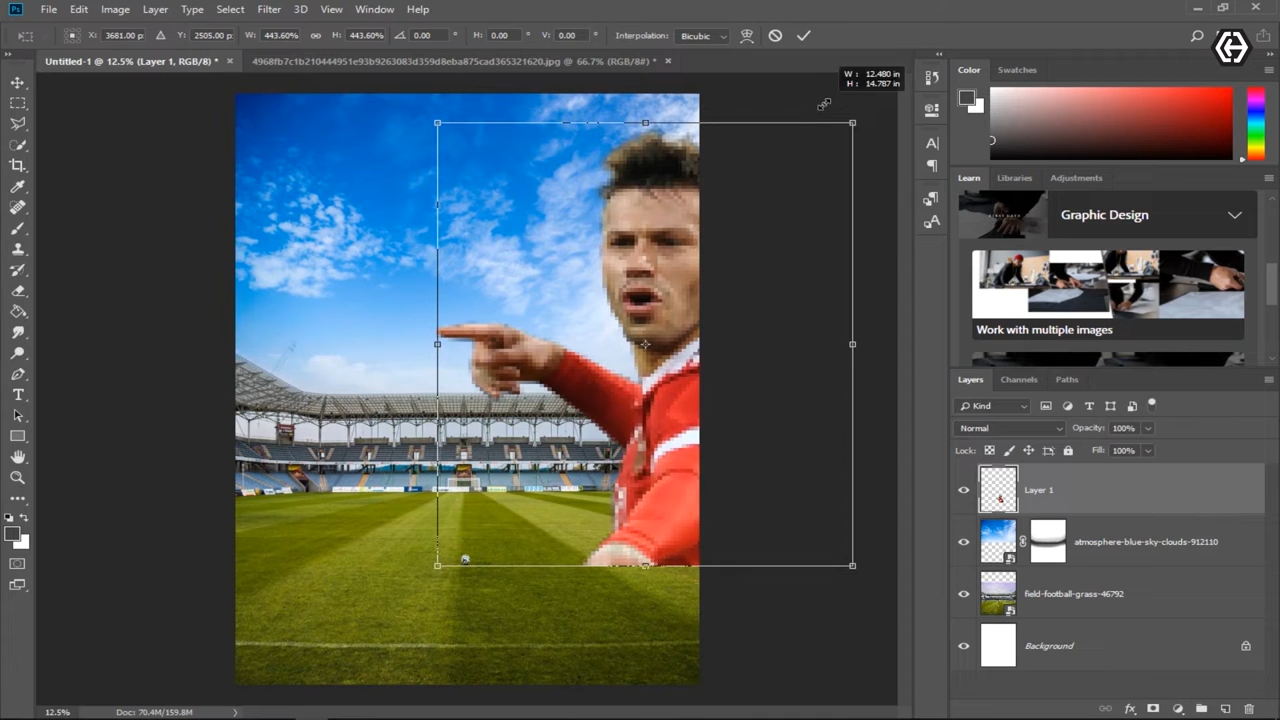 Ps File Edit Image Layer Type Select Filter 3D View Window Help
X: 3681.00 p: Y: 2505.00 p: W: 443.60% H: 443.60% 0.00 ° H: 0.00 ° V: 0.00 ° Interpolation: Bicubic
Untitled-1 @ 12.5% (Layer 1, RGB/8) * × 4968fb7c1b210444951e93b9263083d359d8eba875cad365321620.jpg @ 66.7% (RGB/8#) * ×
W : 12.480 in
H : 14.787 in
Color Swatches
Learn Libraries Adjustments
Graphic Design
Work with multiple images
Layers Channels Paths
Kind
Normal Opacity: 100%
Lock: Fill: 100%
Layer 1
atmosphere-blue-sky-clouds-912110
field-football-grass-46792
Background
12.5% Doc: 70.4M/159.8M